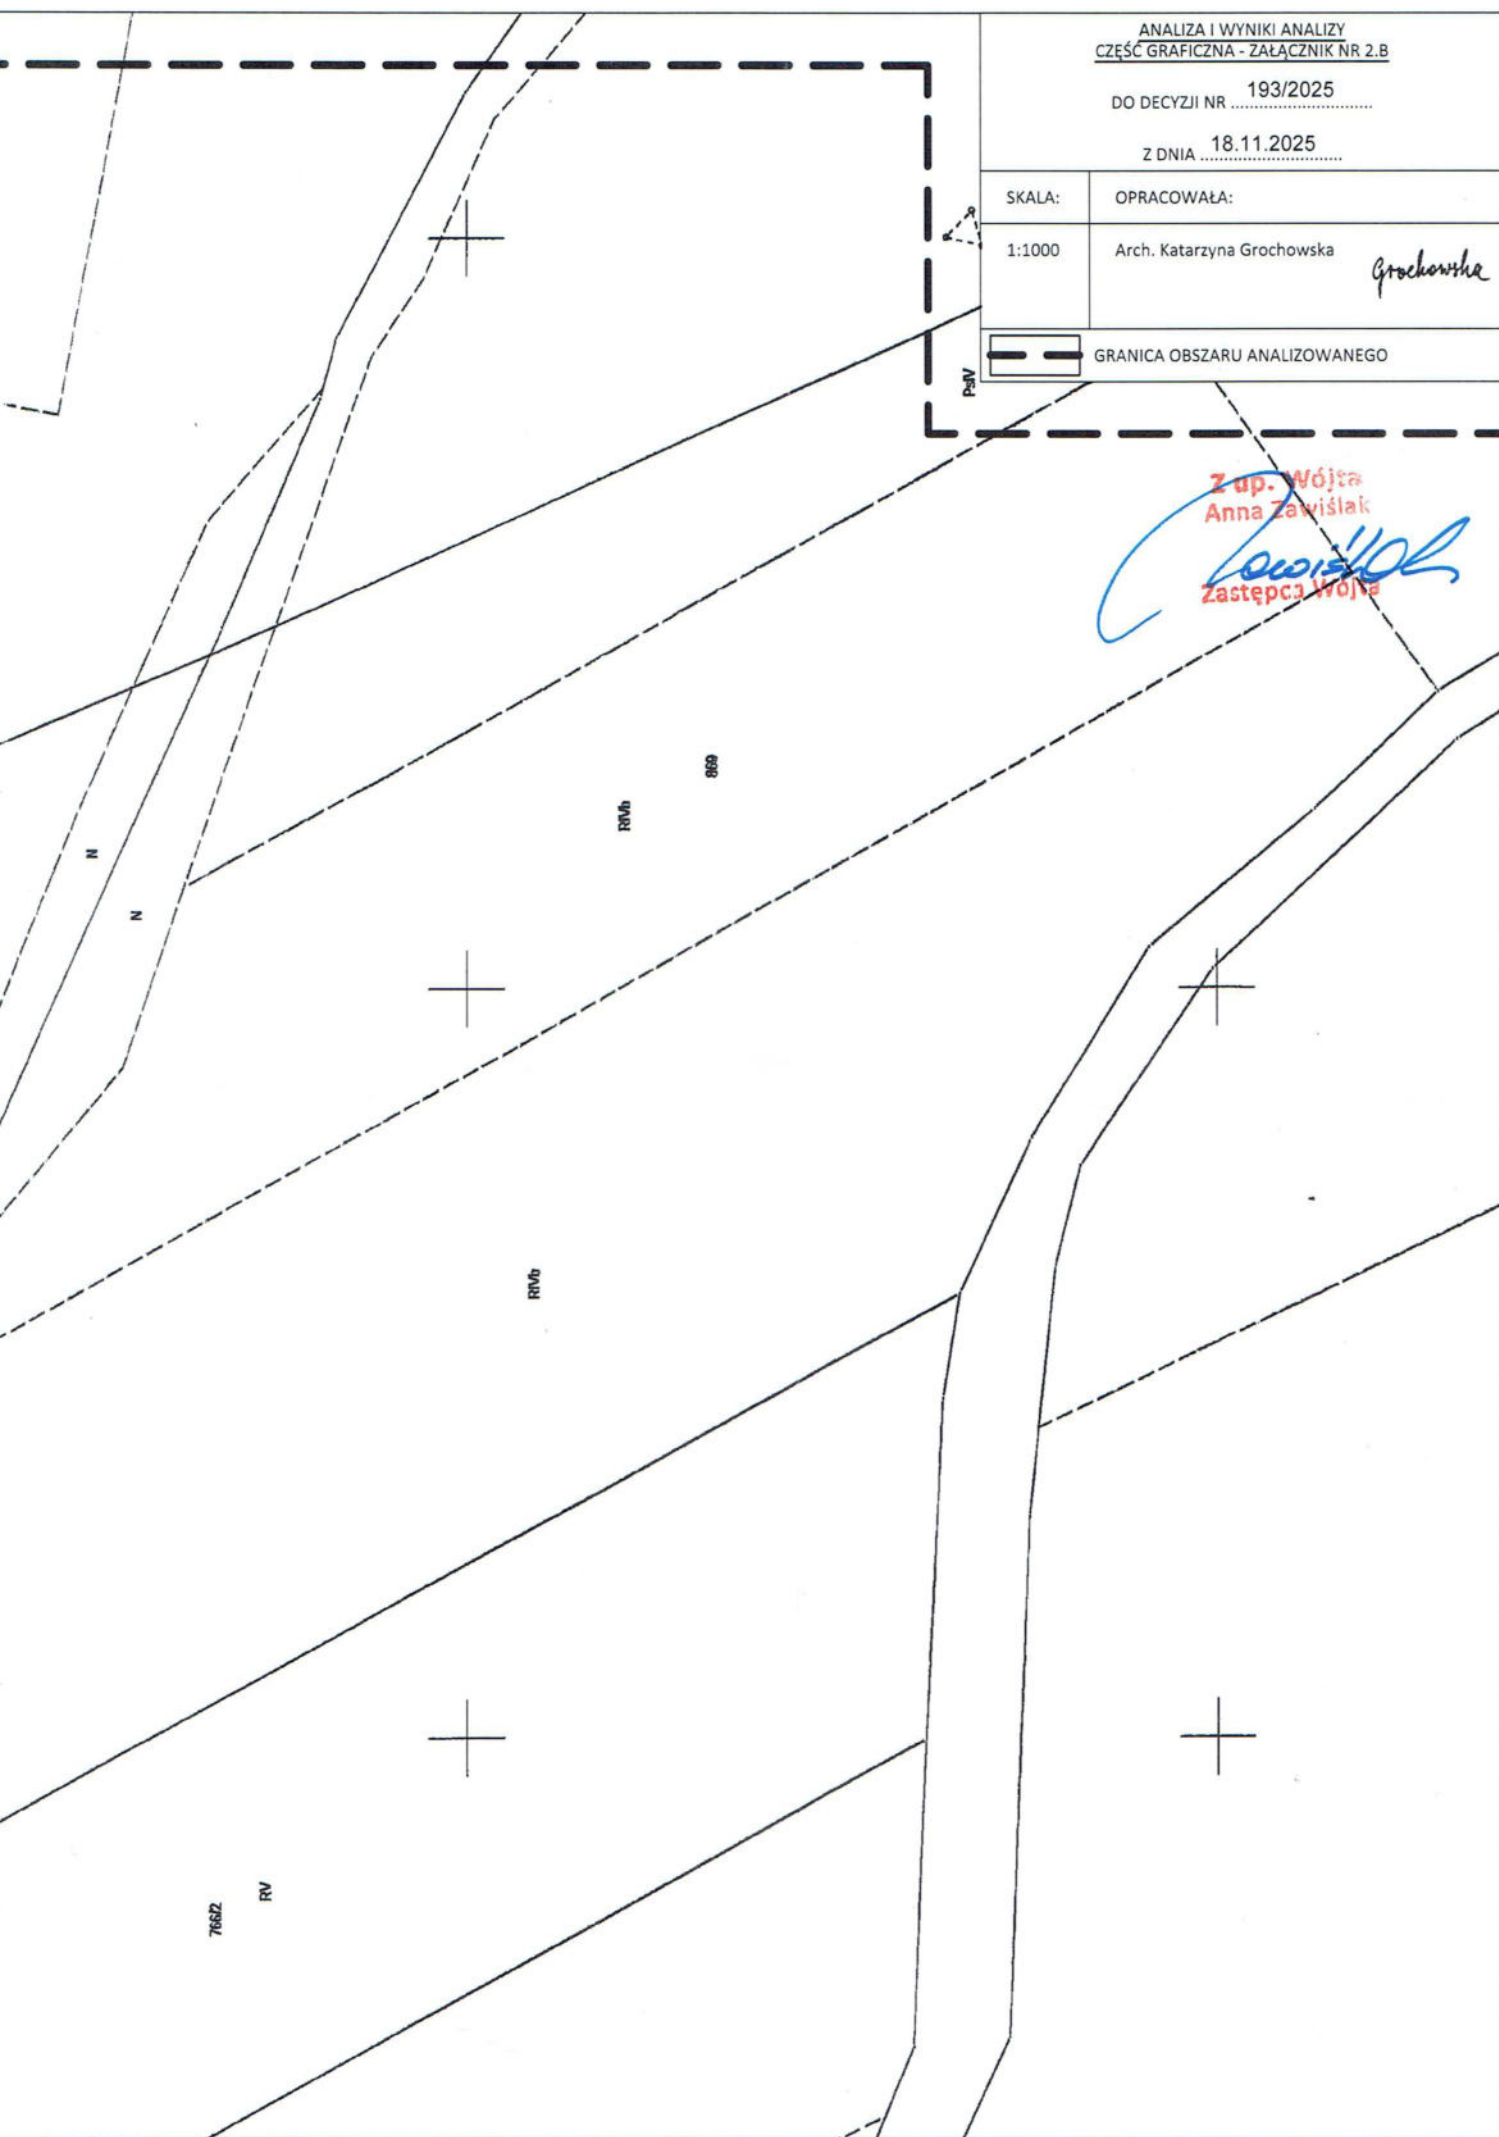 ANALIZA I WYNIKI ANALIZY
CZĘŚĆ GRAFICZNA - ZAŁĄCZNIK NR 2.B
DO DECYZJI NR 193/2025
Z DNIA 18.11.2025
SKALA: OPRACOWAŁA:
1:1000 Arch. Katarzyna Grochowska
Grochowska
GRANICA OBSZARU ANALIZOWANEGO
PsIV
Z up. Wójta
Anna Zawiślak
Zawiślak
Zastępca Wójta
869
RIVb
N
N
RIVb
766/2
RV